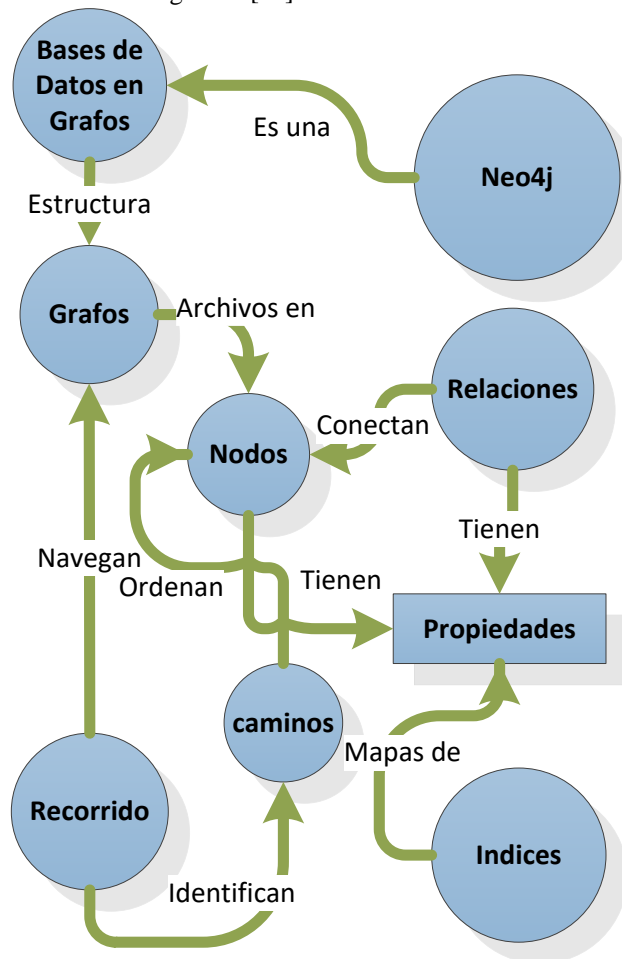 Bases de
Datos en
Grafos
Es una
Neo4j
Estructura
Grafos
Archivos en
Relaciones
Conectan
Nodos
Tienen
Navegan
Ordenan
Tienen
Propiedades
caminos
Mapas de
Recorrido
Indices
Identifican